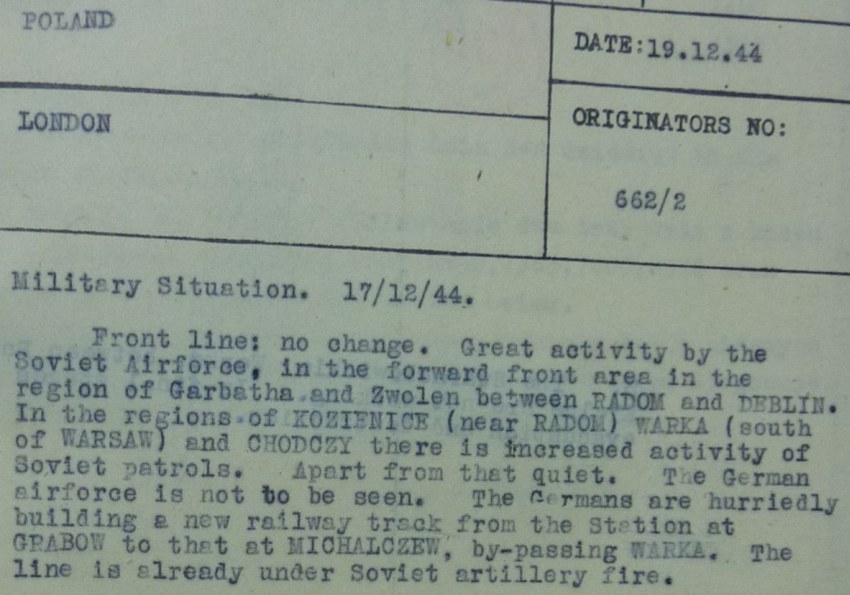 POLAND
DATE:19.12.44
LONDON
ORIGINATORS NO:
662/2
Military Situation. 17/12/44.
Front line; no change. Great activity by the
Soviet Airforce, in the forward front area in the
region of Garbatha and Zwolen between RADOM and DEBLIN.
In the regions of KOZIENICE (near RADOM) WARKA (south
of WARSAW) and CHODCZY there is increased activity of
Soviet patrols. Apart from that quiet. The German
airforce is not to be seen. The Germans are hurriedly
building a new railway track from the Station at
GRABOW to that at MICHALCZEW, by-passing WARKA. The
line is already under Soviet artillery fire.